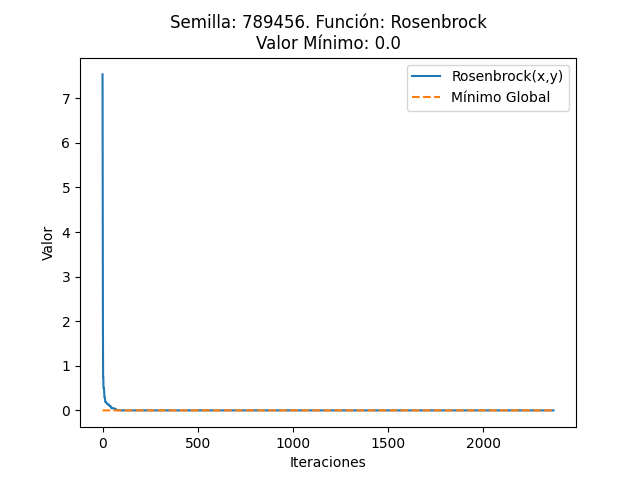 Semilla: 789456. Función: Rosenbrock
Valor Mínimo: 0.0
Rosenbrock(x,y)
Mínimo Global
7
6
5
4
3
2
1
0
Valor
0
500
1000
1500
2000
Iteraciones